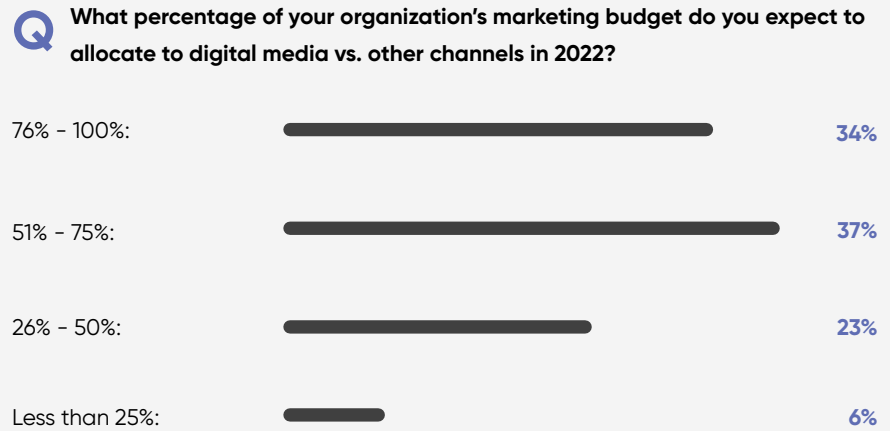 Q What percentage of your organization's marketing budget do you expect to
allocate to digital media vs. other channels in 2022?
76% - 100%: 34%
51% - 75%: 37%
26% - 50%: 23%
Less than 25%: 6%